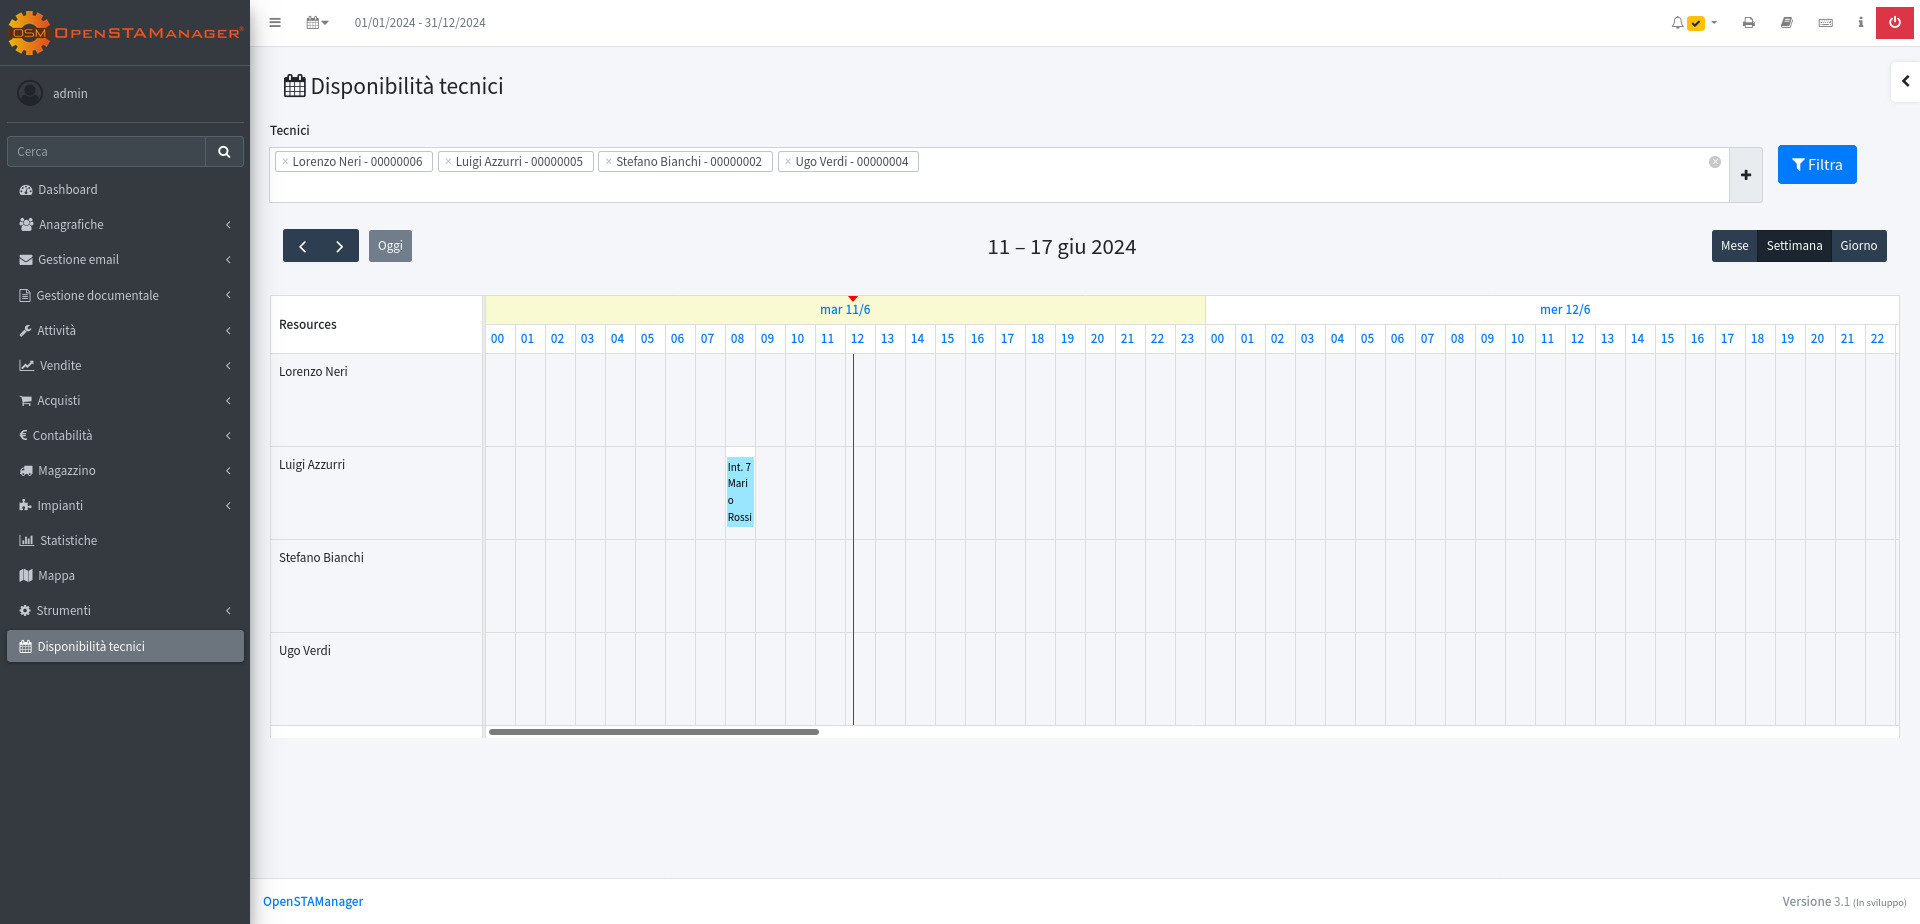 OSM OPENSTAMANAGER®
admin
Cerca
Dashboard
Anagrafiche
Gestione email
Gestione documentale
Attività
Vendite
Acquisti
Contabilità
Magazzino
Impianti
Statistiche
Mappa
Strumenti
Disponibilità tecnici
01/01/2024 - 31/12/2024
Disponibilità tecnici
Tecnici
× Lorenzo Neri - 00000006 × Luigi Azzurri - 00000005 × Stefano Bianchi - 00000002 × Ugo Verdi - 00000004
Filtra
Oggi
11 – 17 giu 2024
Mese Settimana Giorno
Resources
mar 11/6 mer 12/6
00 01 02 03 04 05 06 07 08 09 10 11 12 13 14 15 16 17 18 19 20 21 22 23 00 01 02 03 04 05 06 07 08 09 10 11 12 13 14 15 16 17 18 19 20 21 22
Lorenzo Neri
Luigi Azzurri
Int. 7
Mari
o
Rossi
Stefano Bianchi
Ugo Verdi
OpenSTAManager
Versione 3.1 (In sviluppo)